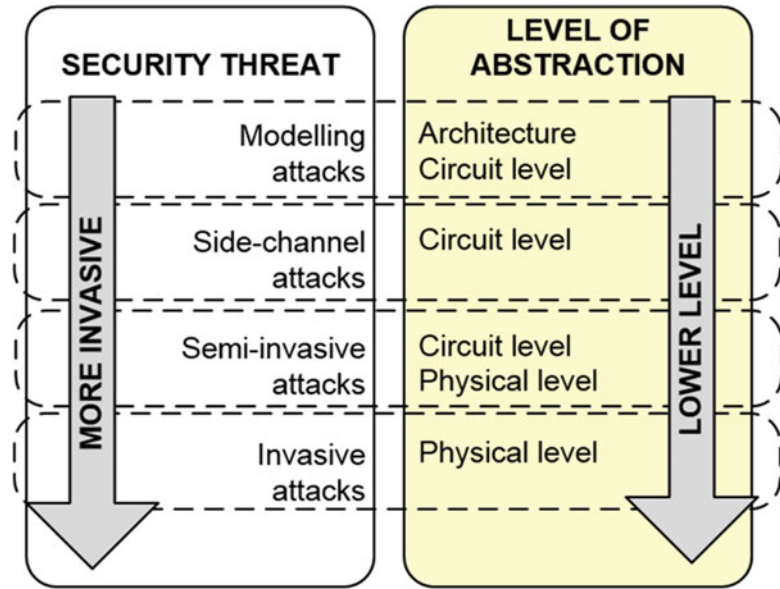 SECURITY THREAT
LEVEL OF
ABSTRACTION
MORE INVASIVE
Modelling
attacks
Architecture
Circuit level
Side-channel
attacks
Circuit level
Semi-invasive
attacks
Circuit level
Physical level
Invasive
attacks
Physical level
LOWER LEVEL